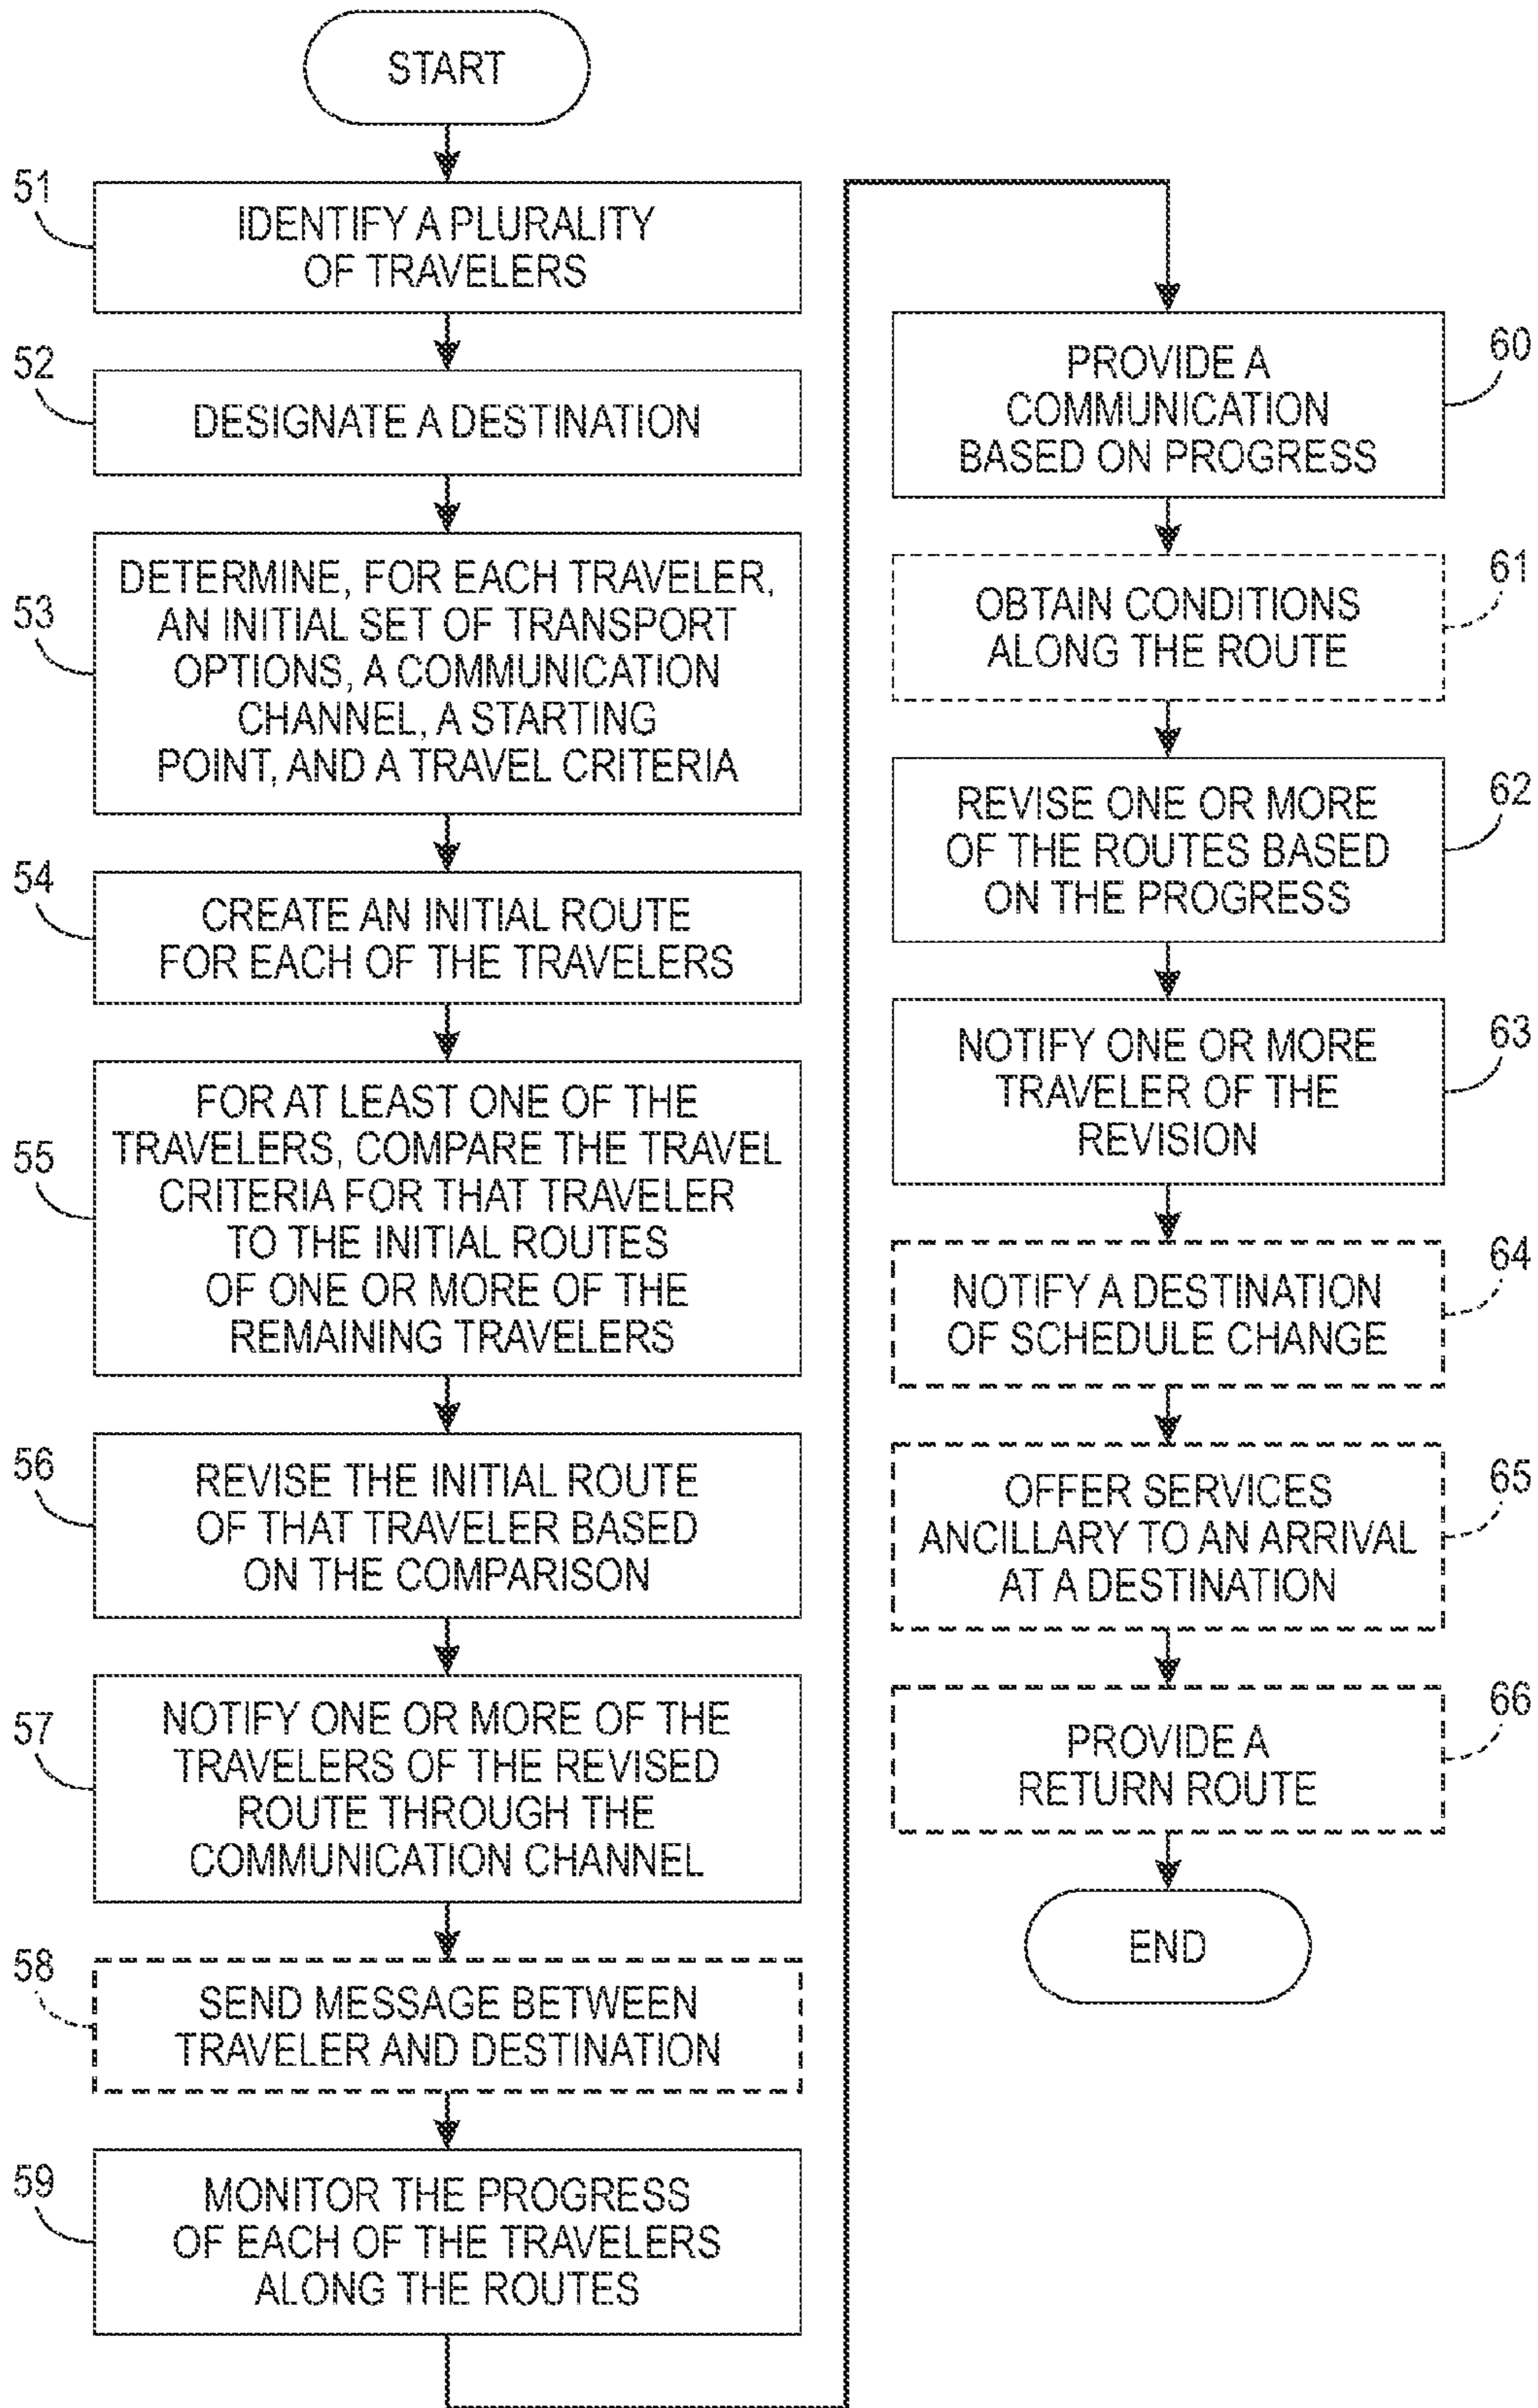 START
51
IDENTIFY A PLURALITY
OF TRAVELERS
52
DESIGNATE A DESTINATION
53
DETERMINE, FOR EACH TRAVELER,
AN INITIAL SET OF TRANSPORT
OPTIONS, A COMMUNICATION
CHANNEL, A STARTING
POINT, AND A TRAVEL CRITERIA
54
CREATE AN INITIAL ROUTE
FOR EACH OF THE TRAVELERS
55
FOR AT LEAST ONE OF THE
TRAVELERS, COMPARE THE TRAVEL
CRITERIA FOR THAT TRAVELER
TO THE INITIAL ROUTES
OF ONE OR MORE OF THE
REMAINING TRAVELERS
56
REVISE THE INITIAL ROUTE
OF THAT TRAVELER BASED
ON THE COMPARISON
57
NOTIFY ONE OR MORE OF THE
TRAVELERS OF THE REVISED
ROUTE THROUGH THE
COMMUNICATION CHANNEL
58
SEND MESSAGE BETWEEN
TRAVELER AND DESTINATION
59
MONITOR THE PROGRESS
OF EACH OF THE TRAVELERS
ALONG THE ROUTES
60
PROVIDE A
COMMUNICATION
BASED ON PROGRESS
61
OBTAIN CONDITIONS
ALONG THE ROUTE
62
REVISE ONE OR MORE
OF THE ROUTES BASED
ON THE PROGRESS
63
NOTIFY ONE OR MORE
TRAVELER OF THE
REVISION
64
NOTIFY A DESTINATION
OF SCHEDULE CHANGE
65
OFFER SERVICES
ANCILLARY TO AN ARRIVAL
AT A DESTINATION
66
PROVIDE A
RETURN ROUTE
END